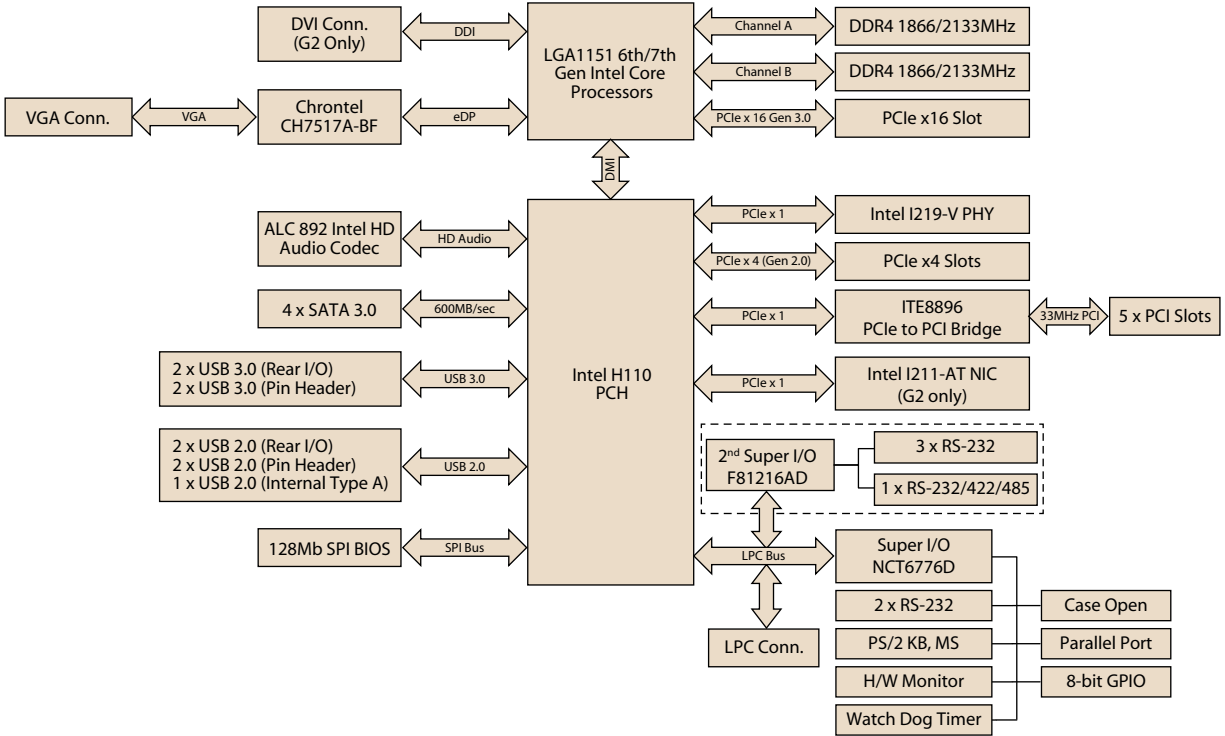 DVI Conn.
(G2 Only)
DDI
LGA1151 6th/7th
Gen Intel Core
Processors
Channel A
DDR4 1866/2133MHz
Channel B
DDR4 1866/2133MHz
VGA Conn.
VGA
Chrontel
CH7517A-BF
eDP
PCIe x 16 Gen 3.0
PCIe x16 Slot
DMI
ALC 892 Intel HD
Audio Codec
HD Audio
4 x SATA 3.0
600MB/sec
2 x USB 3.0 (Rear I/O)
2 x USB 3.0 (Pin Header)
USB 3.0
2 x USB 2.0 (Rear I/O)
2 x USB 2.0 (Pin Header)
1 x USB 2.0 (Internal Type A)
USB 2.0
128Mb SPI BIOS
SPI Bus
Intel H110
PCH
PCIe x 1
Intel I219-V PHY
PCIe x 4 (Gen 2.0)
PCIe x4 Slots
PCIe x 1
ITE8896
PCIe to PCI Bridge
33MHz PCI
5 x PCI Slots
PCIe x 1
Intel I211-AT NIC
(G2 only)
2nd Super I/O
F81216AD
3 x RS-232
1 x RS-232/422/485
LPC Bus
Super I/O
NCT6776D
LPC Conn.
2 x RS-232
Case Open
PS/2 KB, MS
Parallel Port
H/W Monitor
8-bit GPIO
Watch Dog Timer